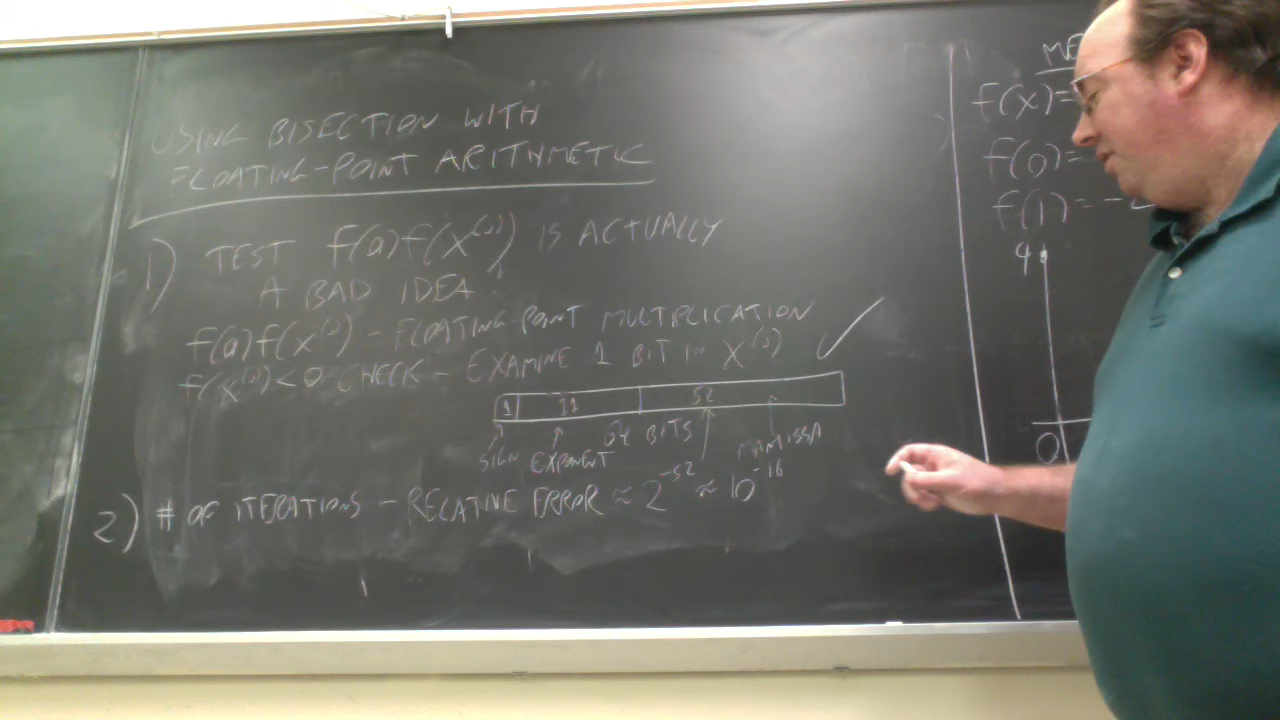 USING BISECTION WITH
FLOATING-POINT ARITHMETIC
1) TEST f(a)f(x⁽ʲ⁾) IS ACTUALLY
A BAD IDEA!
f(a)f(x⁽ʲ⁾) - FLOATING-POINT MULTIPLICATION
f(x⁽ʲ⁾)<0 CHECK - EXAMINE 1 BIT IN X⁽ʲ⁾
1 11 52
64 BITS
SIGN EXPONENT MANTISSA
2) # OF ITERATIONS - RELATIVE ERROR ≈ 2⁻⁵² ≈ 10⁻¹⁶
f(x)=
f(0)=
f(1)= -
4
0